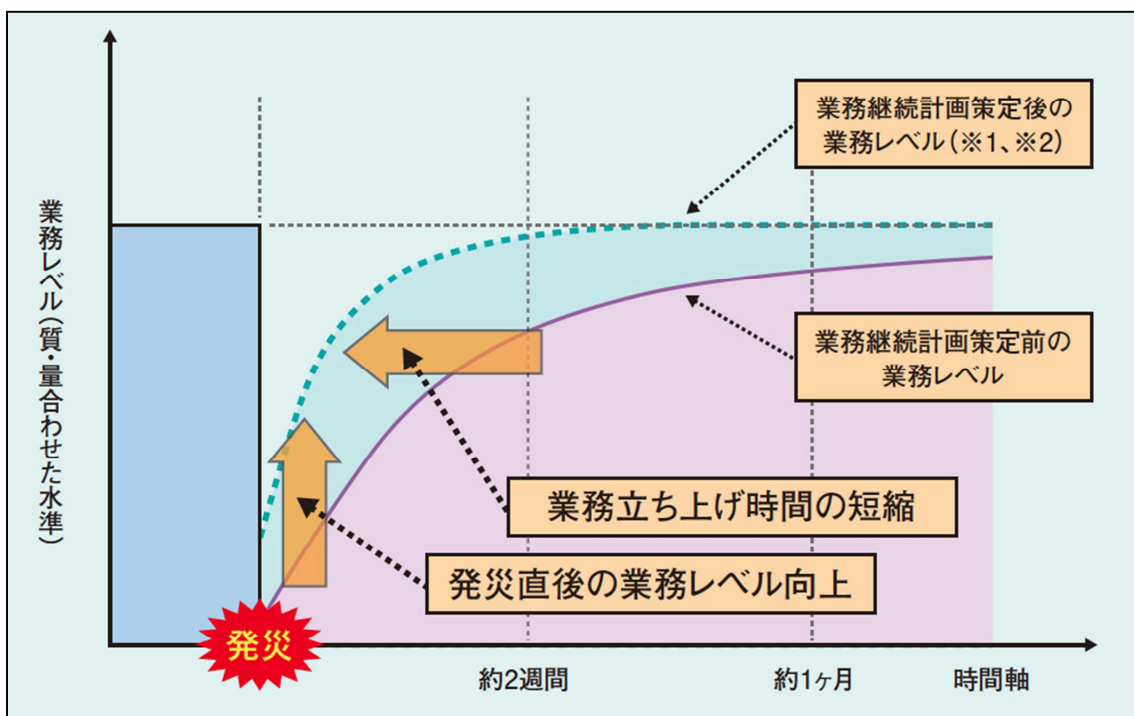 業務継続計画策定後の
業務レベル(※1、※2)
業務レベル(質・量合わせた水準)
業務継続計画策定前の
業務レベル
業務立ち上げ時間の短縮
発災直後の業務レベル向上
発災
約2週間
約1ヶ月
時間軸